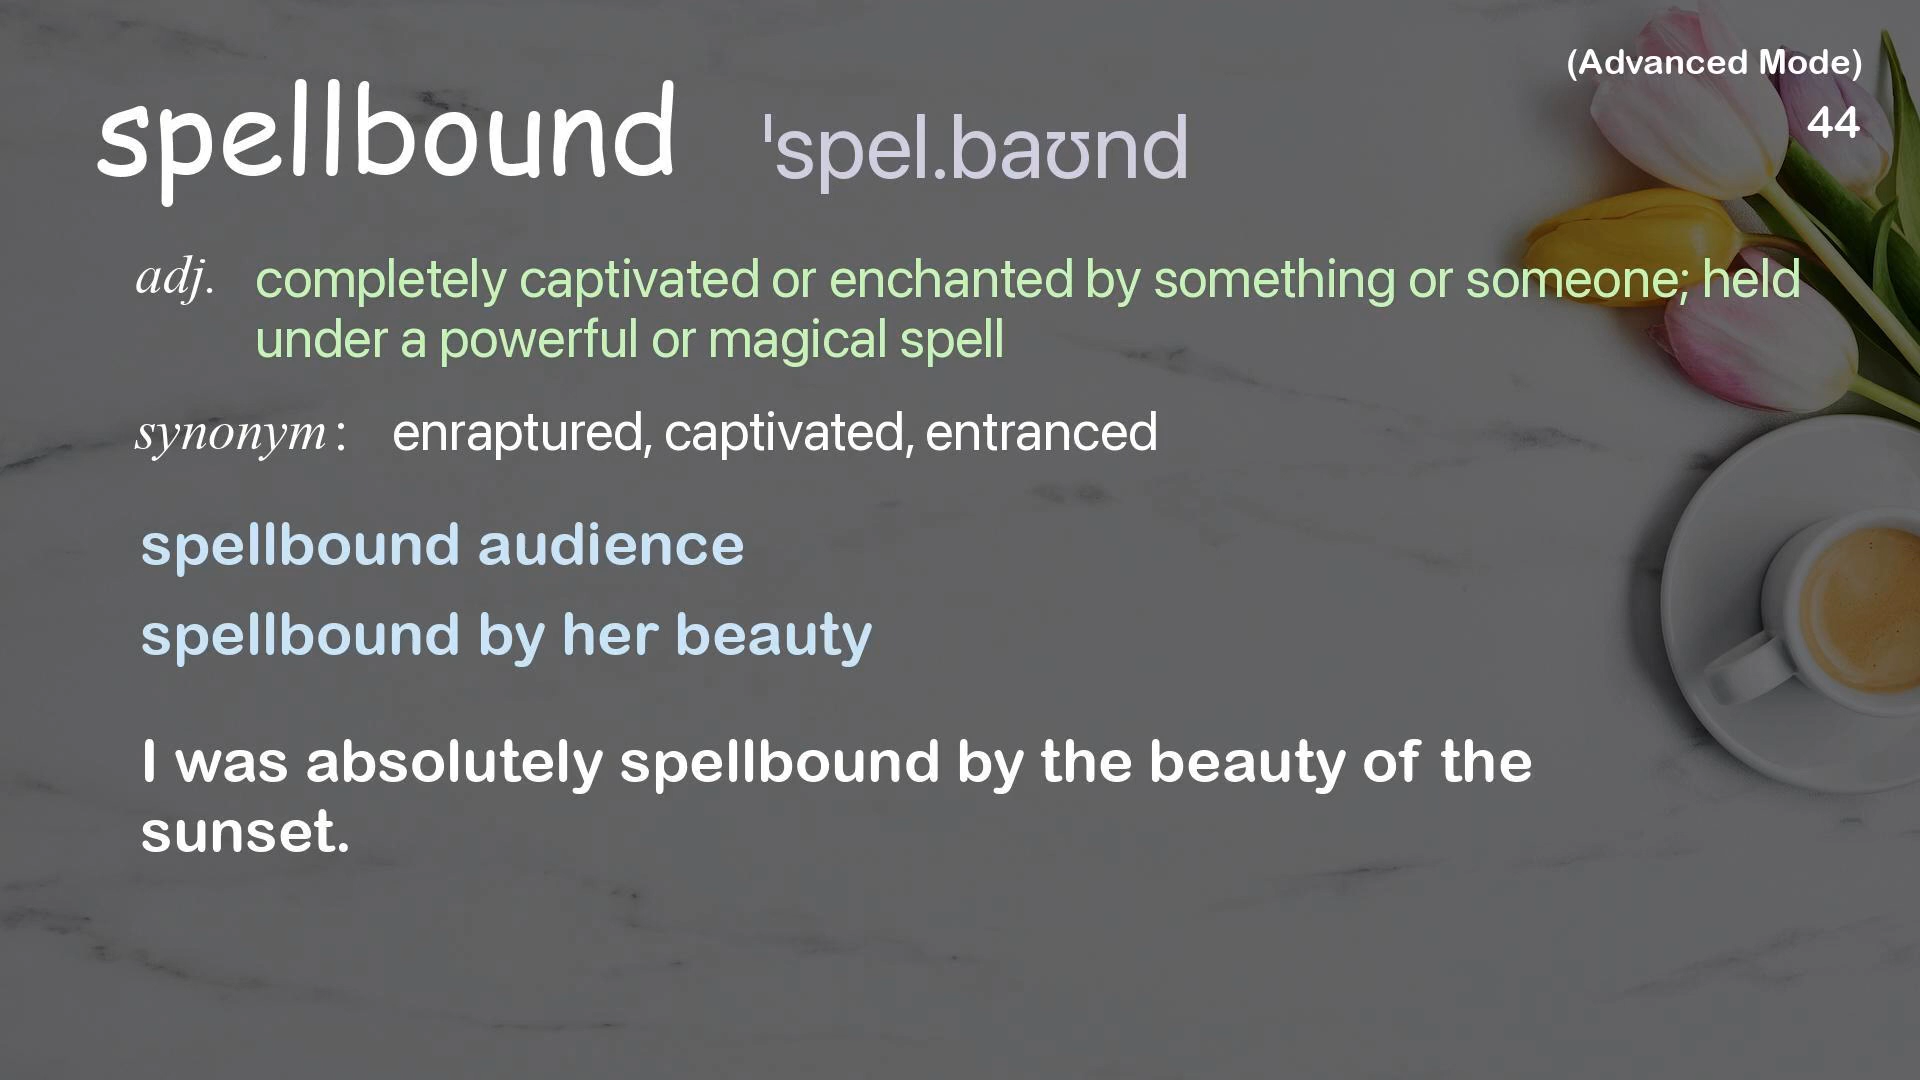 (Advanced Mode)
44
spellbound ˈspel.baʊnd
adj. completely captivated or enchanted by something or someone; held
under a powerful or magical spell
synonym: enraptured, captivated, entranced
spellbound audience
spellbound by her beauty
I was absolutely spellbound by the beauty of the
sunset.